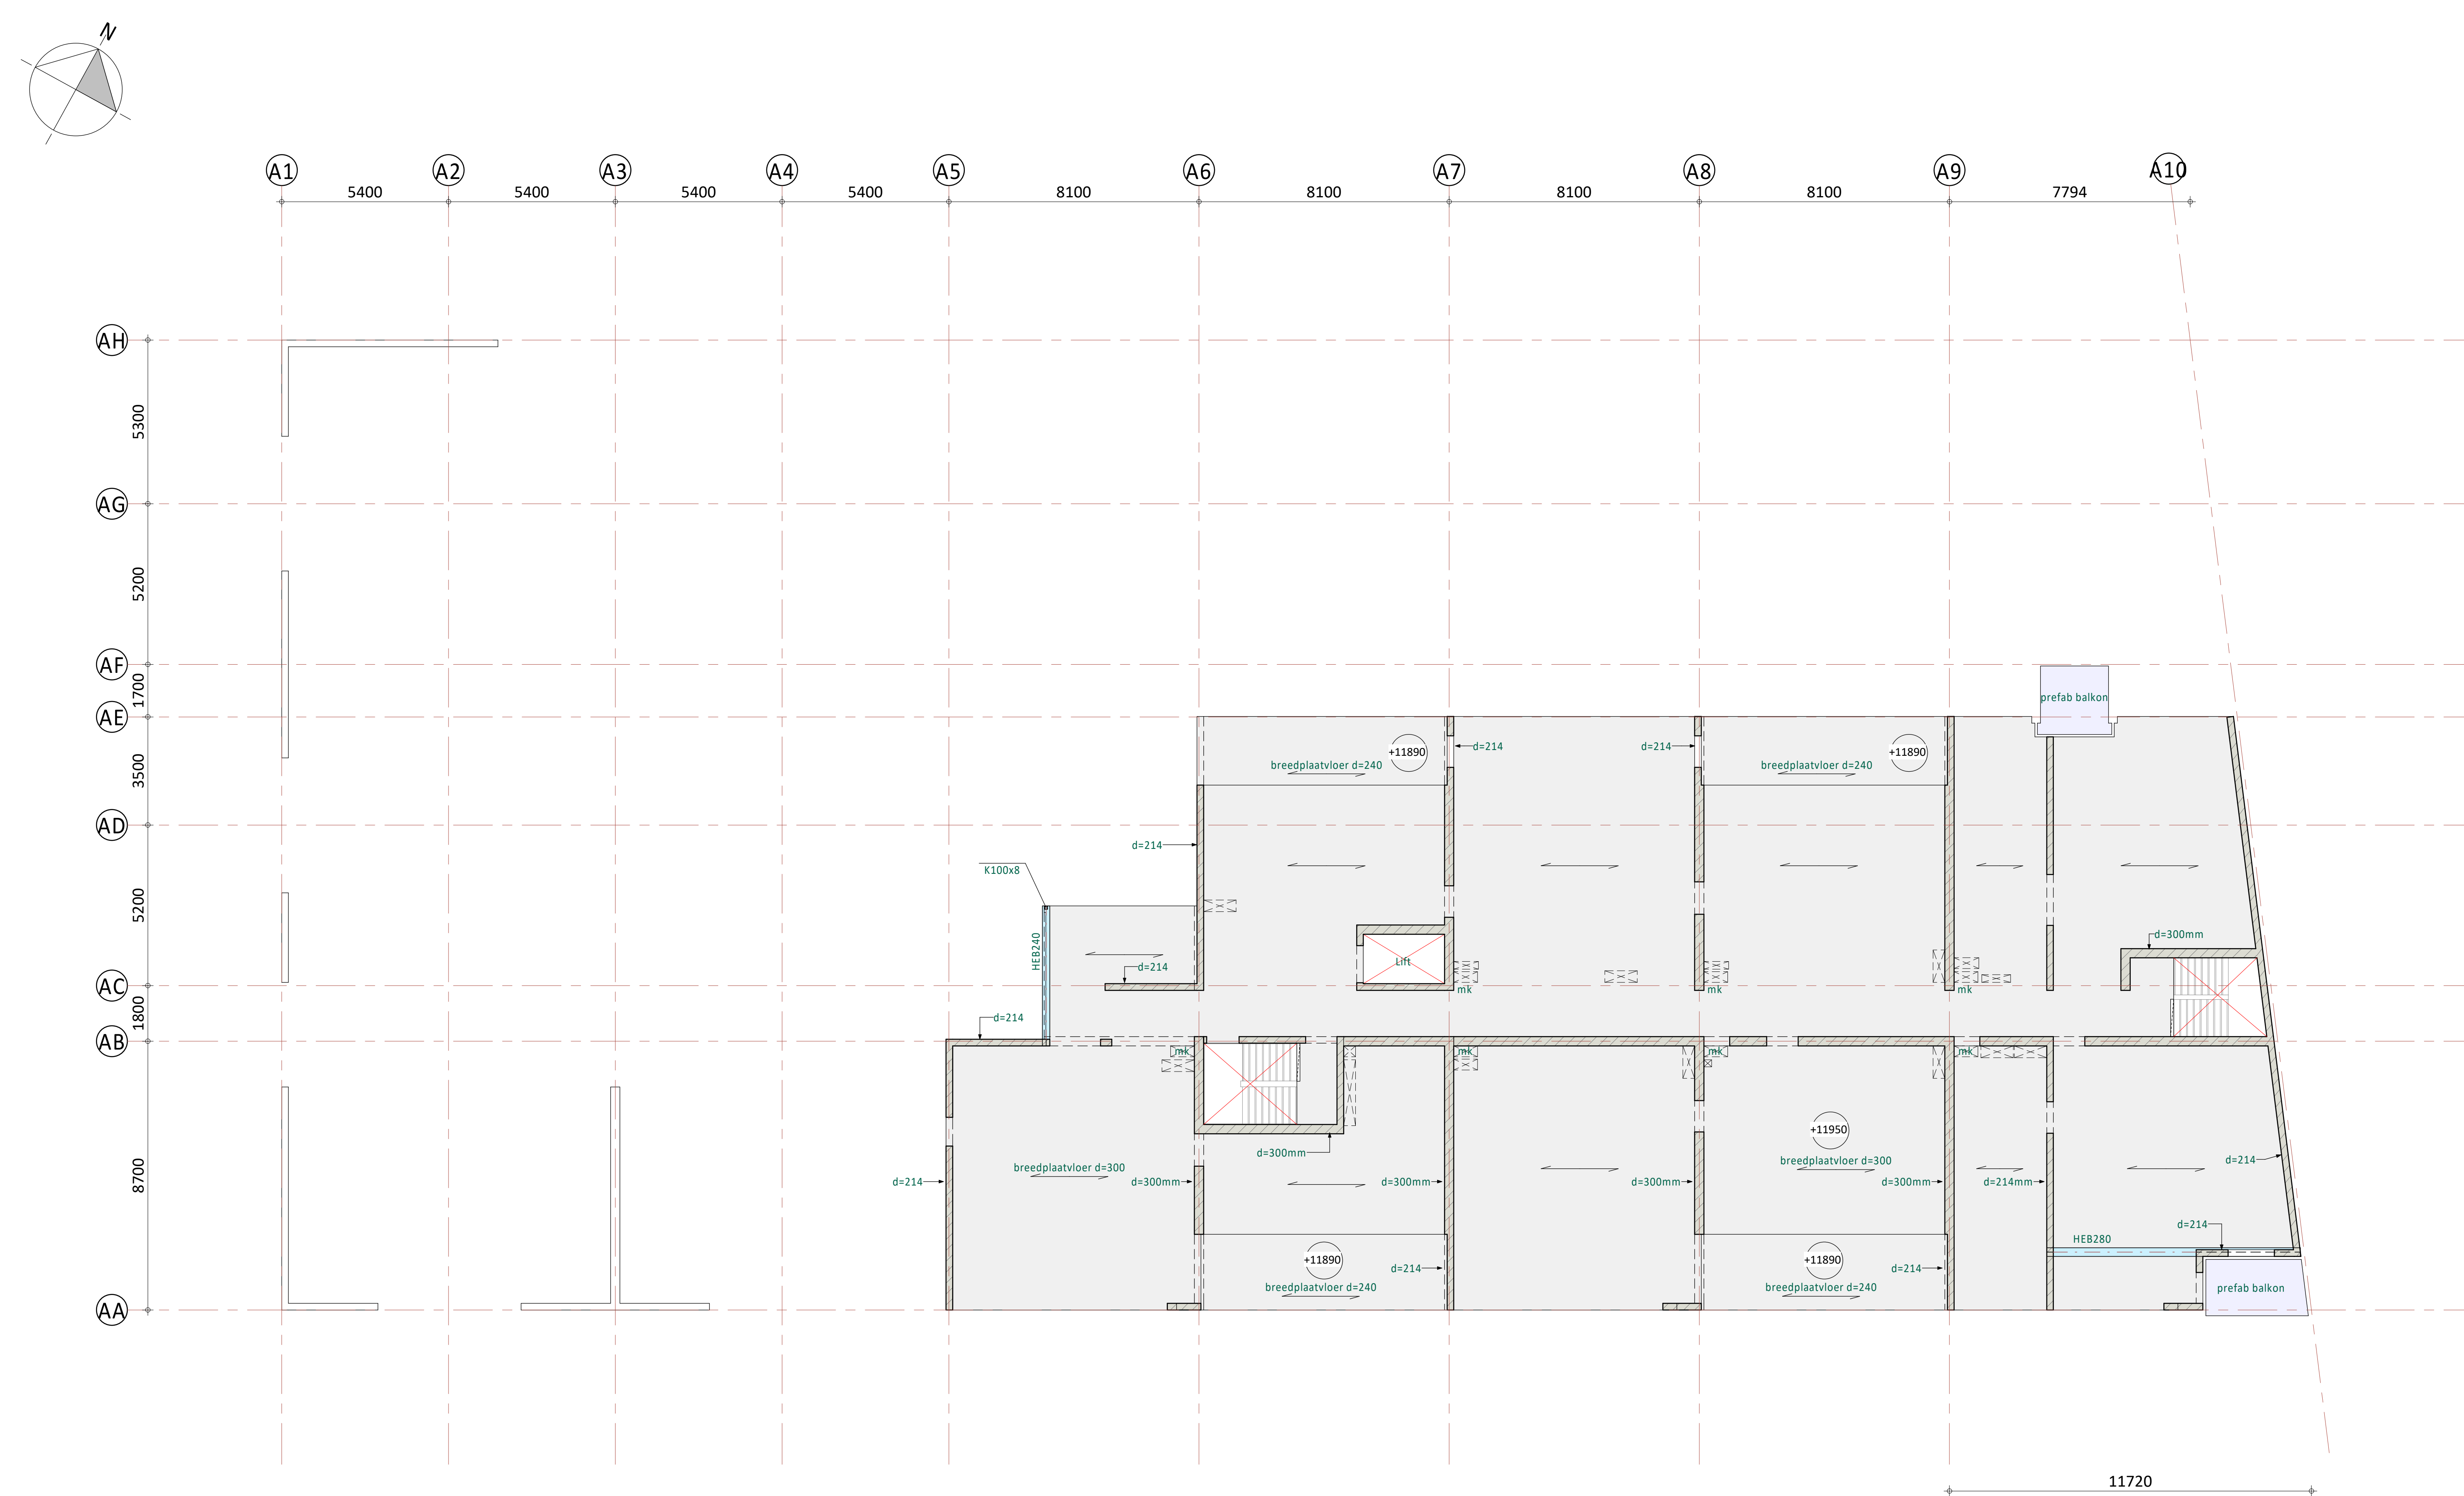 N
A1
A2
A3
A4
A5
A6
A7
A8
A9
A10
5400
5400
5400
5400
8100
8100
8100
8100
7794
AH
5300
AG
5200
AF
1700
AE
3500
AD
5200
AC
1800
AB
8700
AA
prefab balkon
+11890
d=214
d=214
+11890
breedplaatvloer d=240
breedplaatvloer d=240
d=214
K100x8
HEB240
d=300mm
Lift
d=214
mk
mk
mk
d=214
mk
mk
mk
mk
+11950
d=300mm
d=214
breedplaatvloer d=300
breedplaatvloer d=300
d=214
d=300mm
d=300mm
d=300mm
d=300mm
d=214mm
d=214
HEB280
+11890
+11890
d=214
d=214
breedplaatvloer d=240
breedplaatvloer d=240
prefab balkon
11720